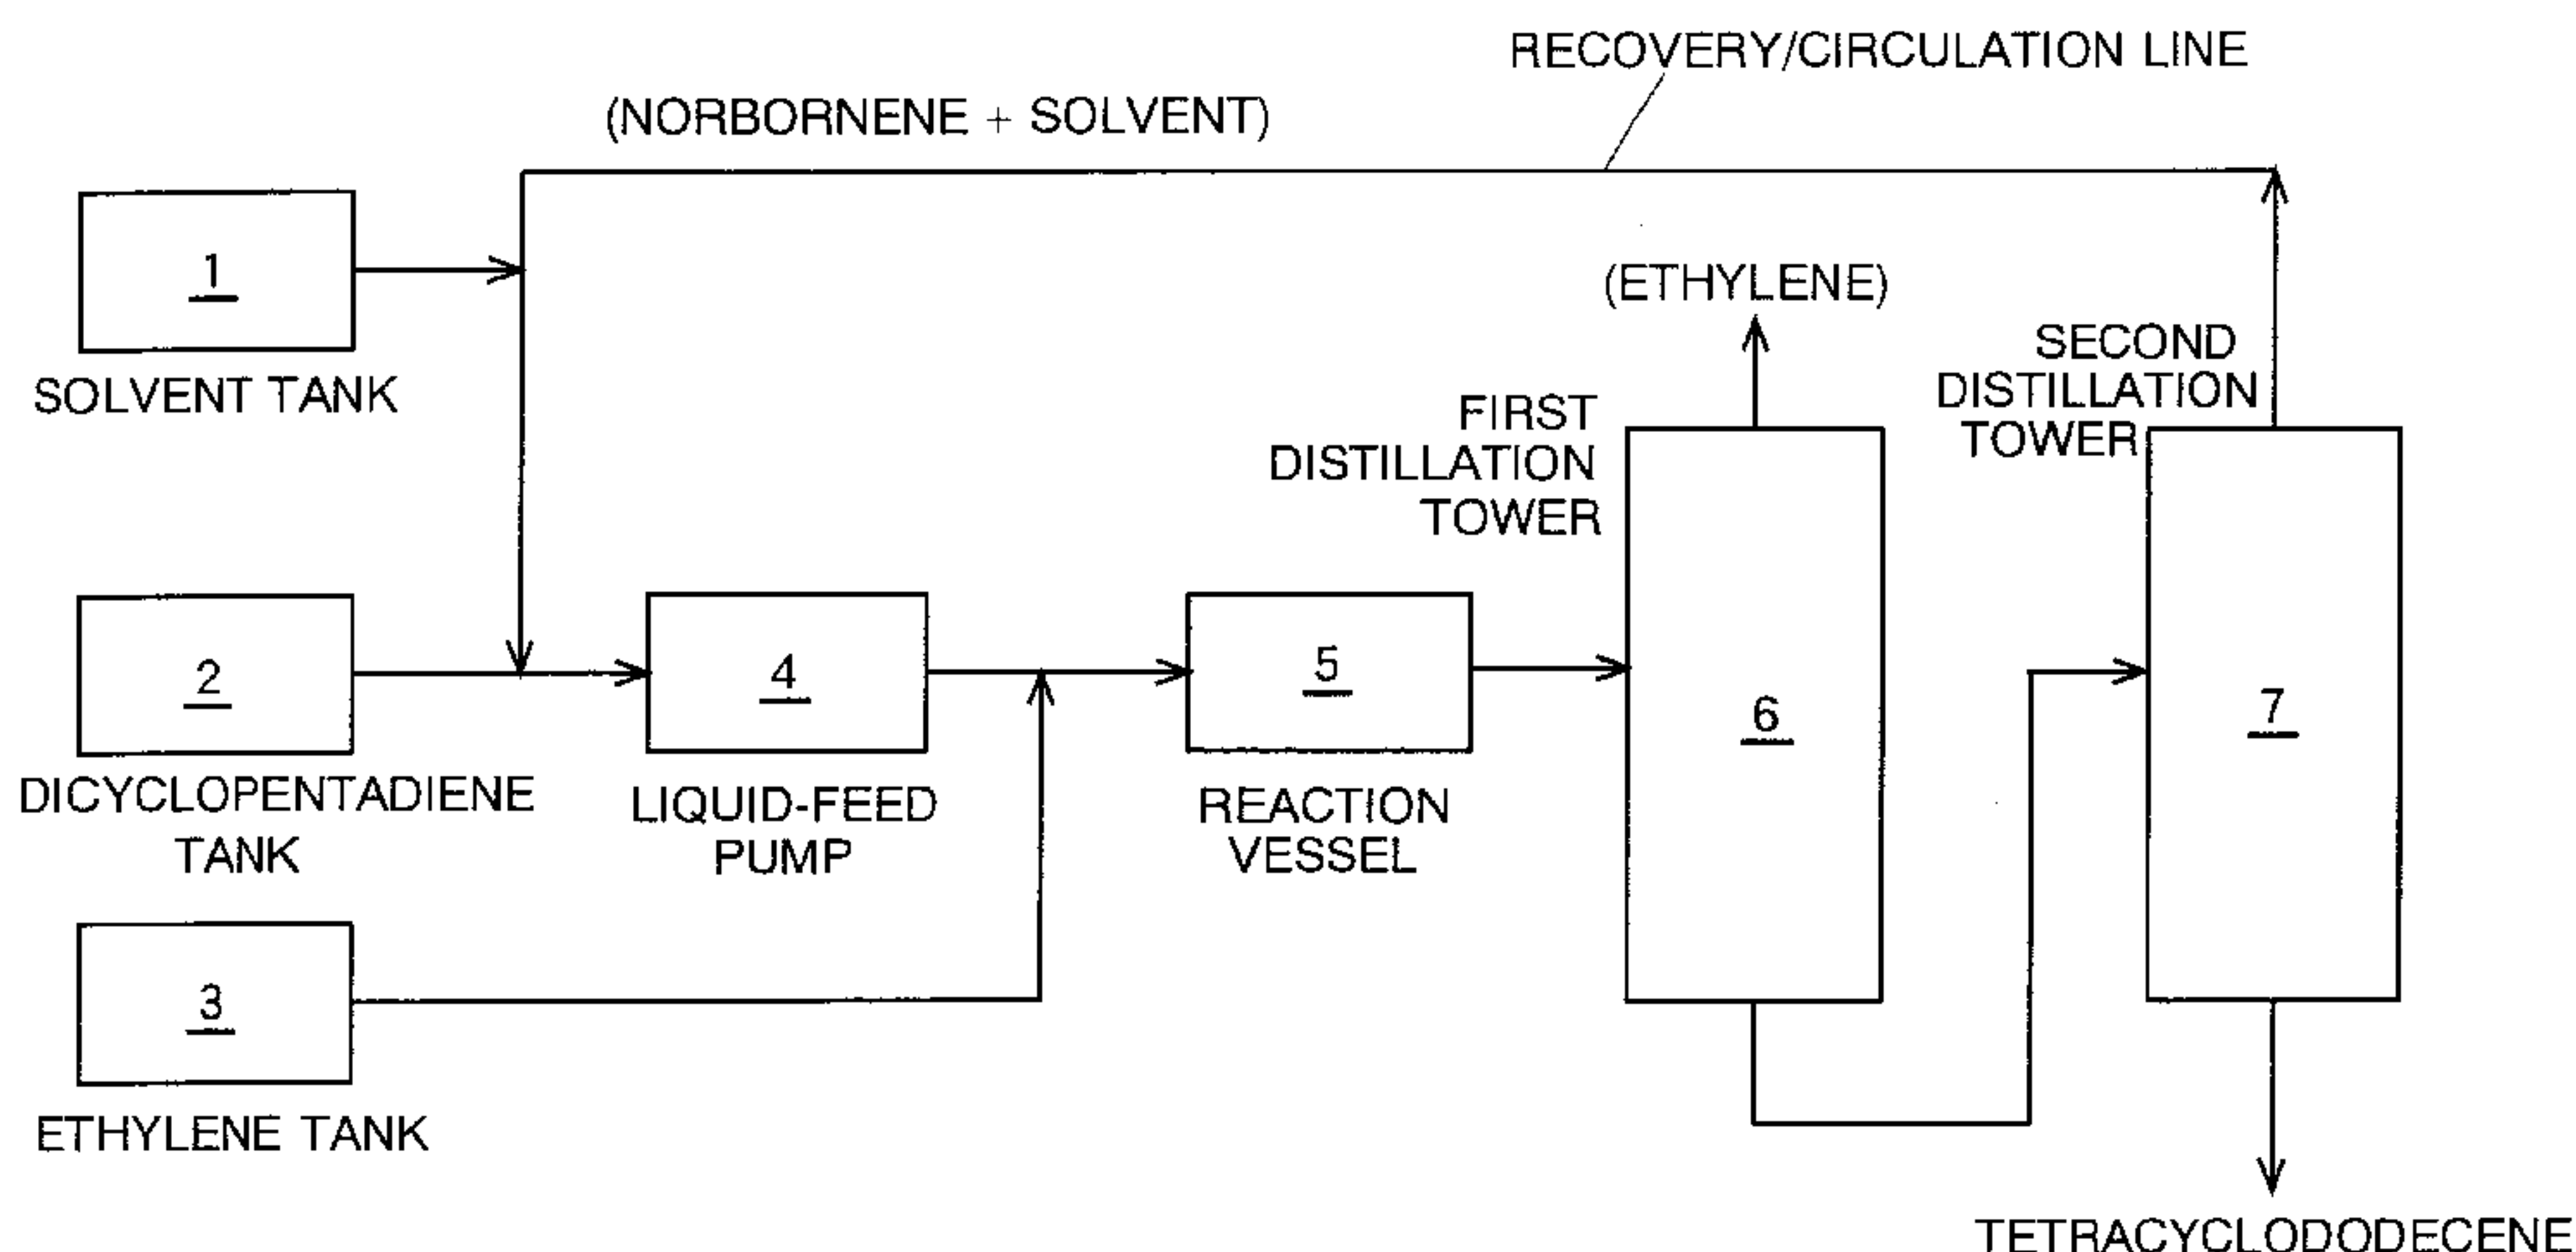 RECOVERY/CIRCULATION LINE
(NORBORNENE + SOLVENT)
1
SOLVENT TANK
(ETHYLENE)
SECOND
DISTILLATION
TOWER
FIRST
DISTILLATION
TOWER
2
DICYCLOPENTADIENE
TANK
4
LIQUID-FEED
PUMP
5
REACTION
VESSEL
6
7
3
ETHYLENE TANK
TETRACYCLODODECENE